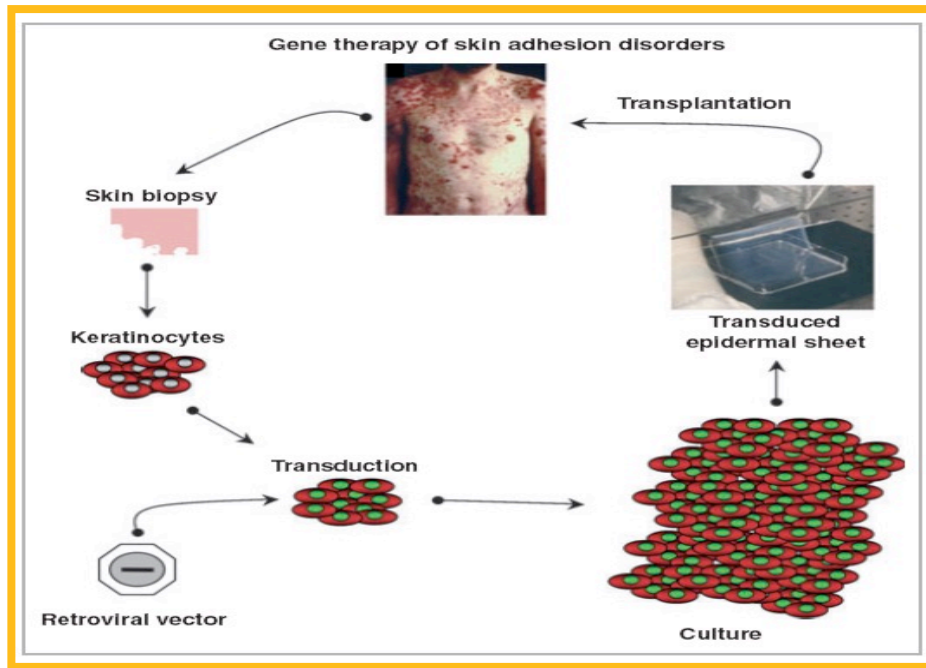 Gene therapy of skin adhesion disorders
Transplantation
Skin biopsy
Keratinocytes
Transduced
epidermal sheet
Transduction
Retroviral vector
Culture